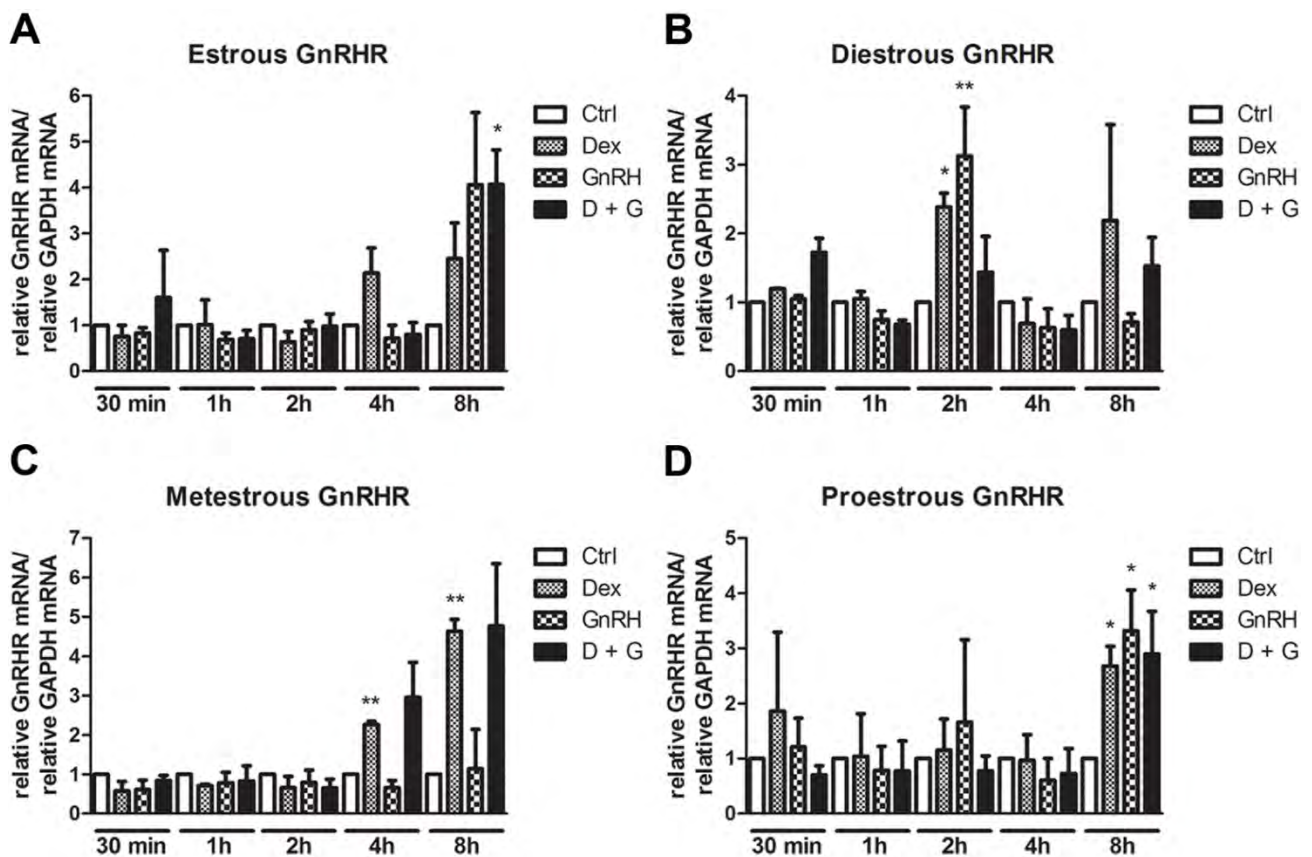 A
Estrous GnRHR
relative GnRHR mRNA/
relative GAPDH mRNA
6
5
4
3
2
1
0
*
Ctrl
Dex
GnRH
D + G
30 min 1h 2h 4h 8h
B
Diestrous GnRHR
relative GnRHR mRNA/
relative GAPDH mRNA
4
3
2
1
0
* **
Ctrl
Dex
GnRH
D + G
30 min 1h 2h 4h 8h
C
Metestrous GnRHR
relative GnRHR mRNA/
relative GAPDH mRNA
7
6
5
4
3
2
1
0
** **
Ctrl
Dex
GnRH
D + G
30 min 1h 2h 4h 8h
D
Proestrous GnRHR
relative GnRHR mRNA/
relative GAPDH mRNA
5
4
3
2
1
0
* * *
Ctrl
Dex
GnRH
D + G
30 min 1h 2h 4h 8h